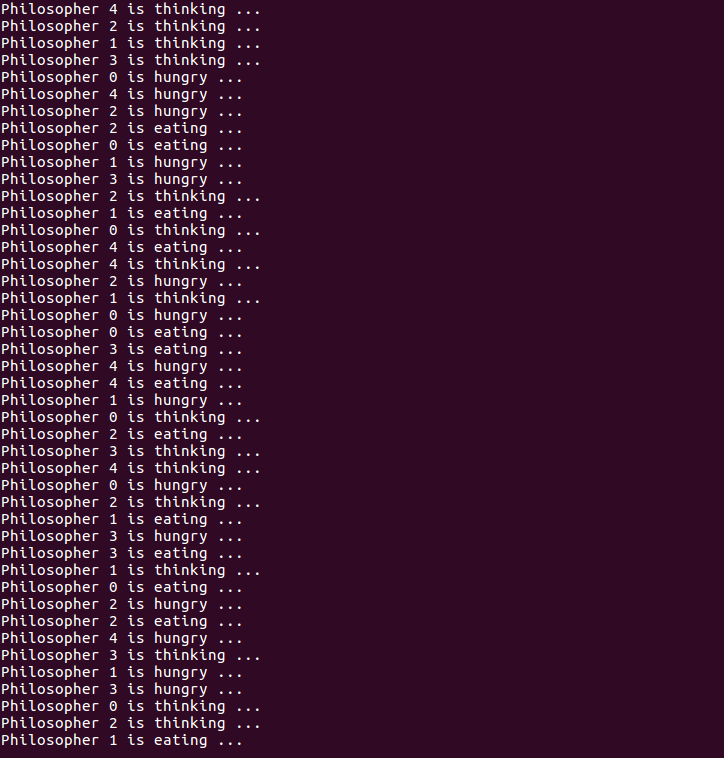 Philosopher 4 is thinking ...
Philosopher 2 is thinking ...
Philosopher 1 is thinking ...
Philosopher 3 is thinking ...
Philosopher 0 is hungry ...
Philosopher 4 is hungry ...
Philosopher 2 is hungry ...
Philosopher 2 is eating ...
Philosopher 0 is eating ...
Philosopher 1 is hungry ...
Philosopher 3 is hungry ...
Philosopher 2 is thinking ...
Philosopher 1 is eating ...
Philosopher 0 is thinking ...
Philosopher 4 is eating ...
Philosopher 4 is thinking ...
Philosopher 2 is hungry ...
Philosopher 1 is thinking ...
Philosopher 0 is hungry ...
Philosopher 0 is eating ...
Philosopher 3 is eating ...
Philosopher 4 is hungry ...
Philosopher 4 is eating ...
Philosopher 1 is hungry ...
Philosopher 0 is thinking ...
Philosopher 2 is eating ...
Philosopher 3 is thinking ...
Philosopher 4 is thinking ...
Philosopher 0 is hungry ...
Philosopher 2 is thinking ...
Philosopher 1 is eating ...
Philosopher 3 is hungry ...
Philosopher 3 is eating ...
Philosopher 1 is thinking ...
Philosopher 0 is eating ...
Philosopher 2 is hungry ...
Philosopher 2 is eating ...
Philosopher 4 is hungry ...
Philosopher 3 is thinking ...
Philosopher 1 is hungry ...
Philosopher 3 is hungry ...
Philosopher 0 is thinking ...
Philosopher 2 is thinking ...
Philosopher 1 is eating ...